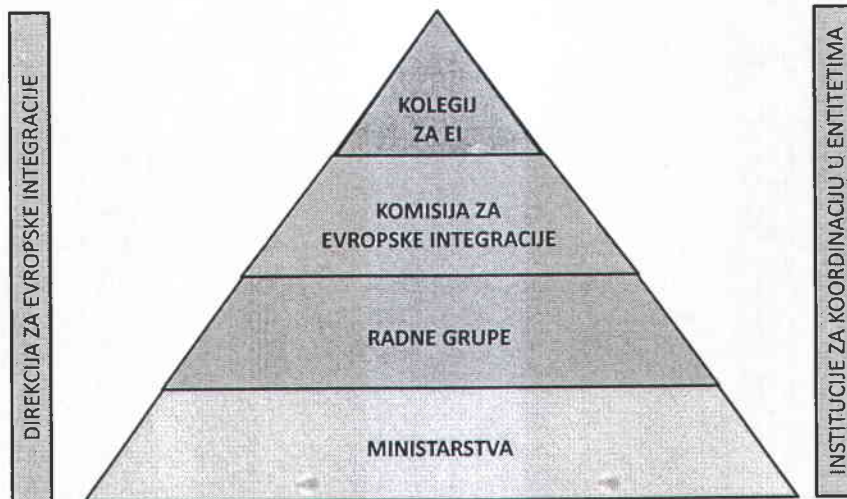 DIREKCIJA ZA EVROPSKE INTEGRACIJE
KOLEGIJ
ZA EI
KOMISIJA ZA
EVROPSKE INTEGRACIJE
RADNE GRUPE
MINISTARSTVA
INSTITUCIJE ZA KOORDINACIJU U ENTITETIMA